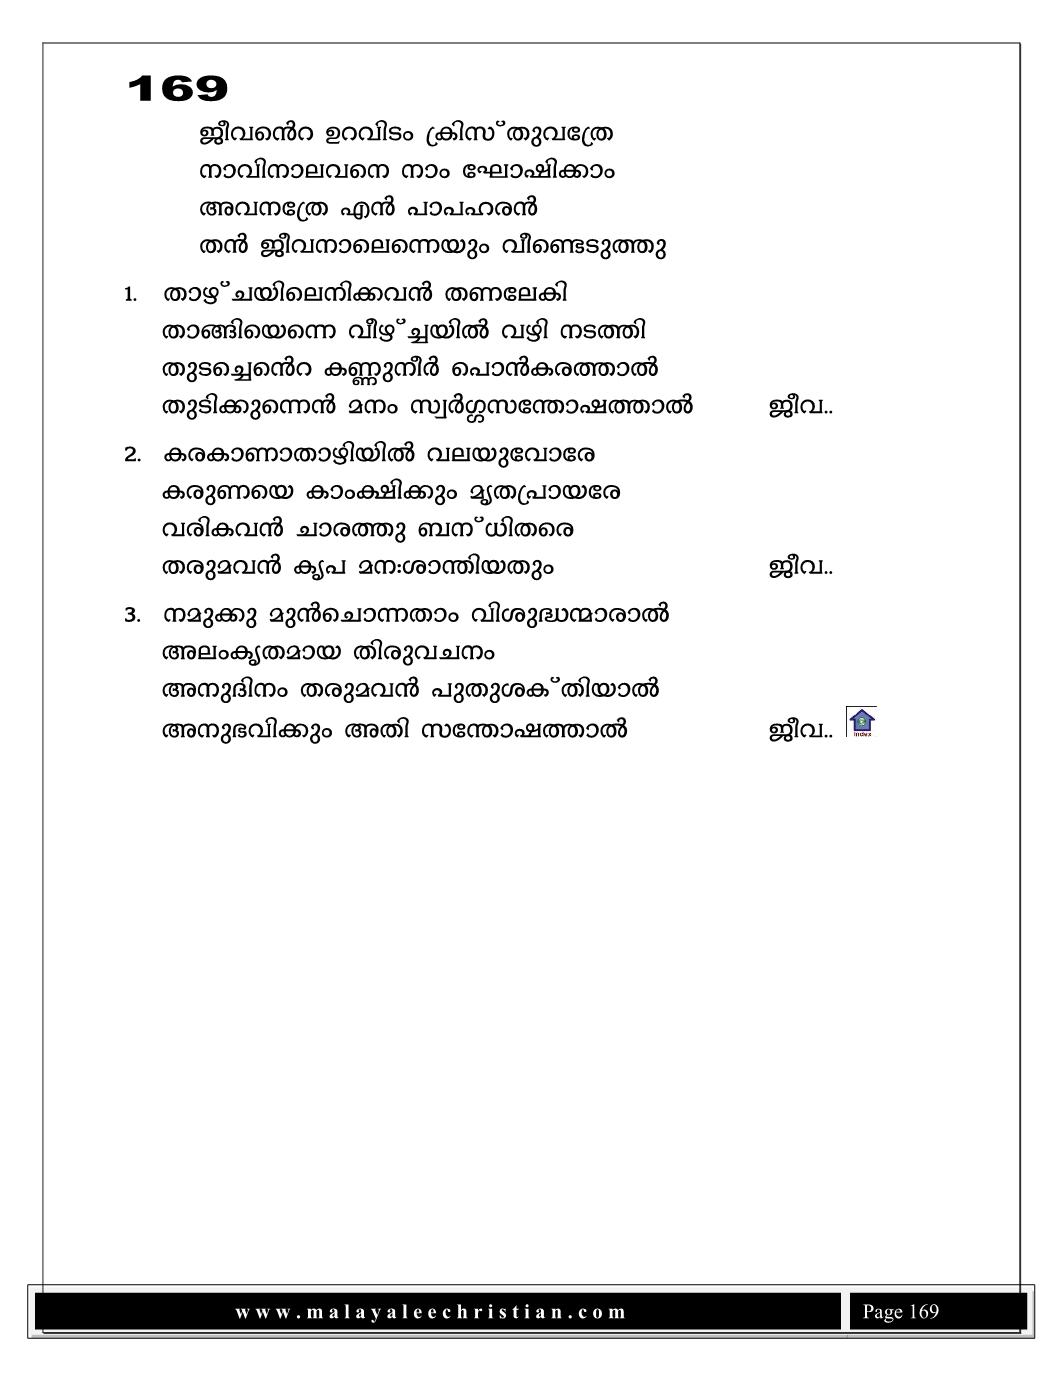 169
ജീവന്റെ ഉറവിടം ക്രിസ്തുവത്രേ
നാവിനാലവനെ നാം ഘോഷിക്കാം
അവനത്രേ എൻ പാപഹരൻ
തൻ ജീവനാലെന്നെയും വീണ്ടെടുത്തു
1. താഴ്ചയിലെനിക്കവൻ തണലേകി
താങ്ങിയെന്നെ വീഴ്ച്ചയിൽ വഴി നടത്തി
തുടച്ചെന്റെ കണ്ണുനീർ പൊൻകരത്താൽ
തുടിക്കുന്നെൻ മനം സ്വർഗ്ഗസന്തോഷത്താൽ ജീവ..
2. കരകാണാതാഴിയിൽ വലയുവോരേ
കരുണയെ കാംക്ഷിക്കും മൃതപ്രായരേ
വരികവൻ ചാരത്തു ബന്ധിതരെ
തരുമവൻ കൃപ മനഃശാന്തിയതും ജീവ..
3. നമുക്കു മുൻചൊന്നതാം വിശുദ്ധന്മാരാൽ
അലംകൃതമായ തിരുവചനം
അനുദിനം തരുമവൻ പുതുശക്തിയാൽ
അനുഭവിക്കും അതി സന്തോഷത്താൽ ജീവ.. Index
www.malayaleechristian.com Page 169